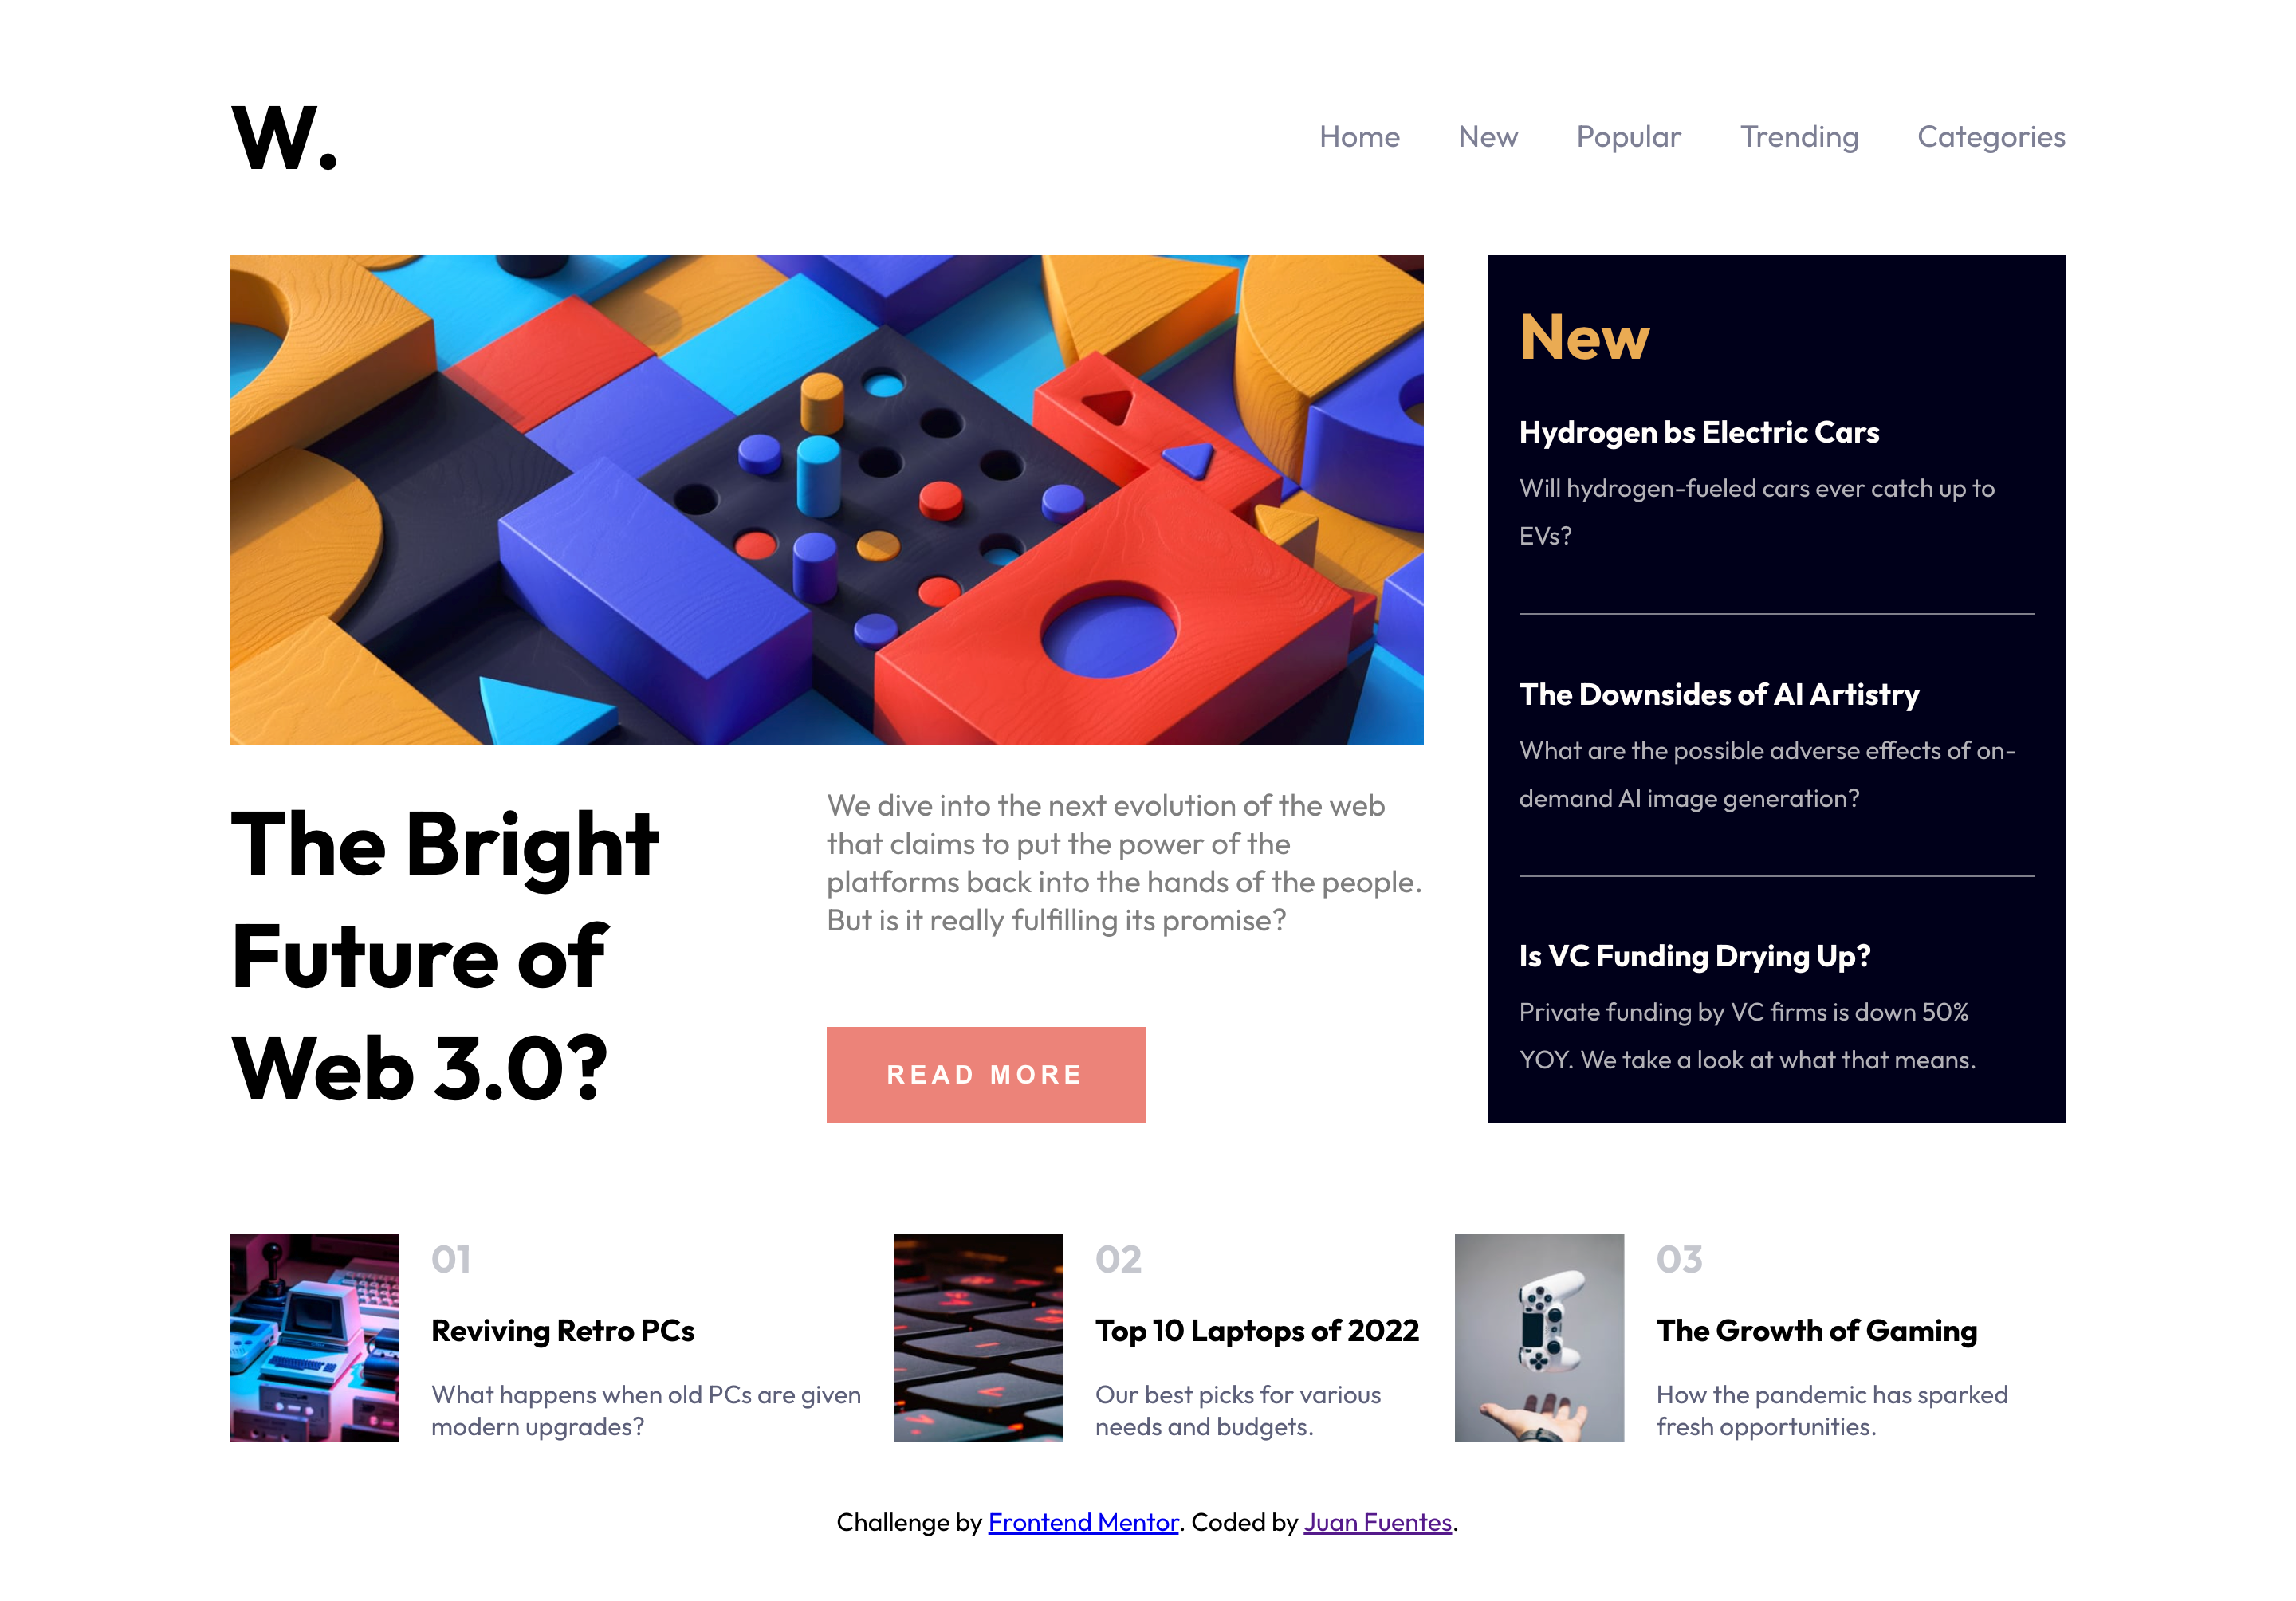 W.
Home New Popular Trending Categories
The Bright
Future of
Web 3.0?
We dive into the next evolution of the web
that claims to put the power of the
platforms back into the hands of the people.
But is it really fulfilling its promise?
READ MORE
New
Hydrogen bs Electric Cars
Will hydrogen-fueled cars ever catch up to
EVs?
The Downsides of AI Artistry
What are the possible adverse effects of on-
demand AI image generation?
Is VC Funding Drying Up?
Private funding by VC firms is down 50%
YOY. We take a look at what that means.
01
Reviving Retro PCs
What happens when old PCs are given
modern upgrades?
02
Top 10 Laptops of 2022
Our best picks for various
needs and budgets.
03
The Growth of Gaming
How the pandemic has sparked
fresh opportunities.
Challenge by Frontend Mentor. Coded by Juan Fuentes.